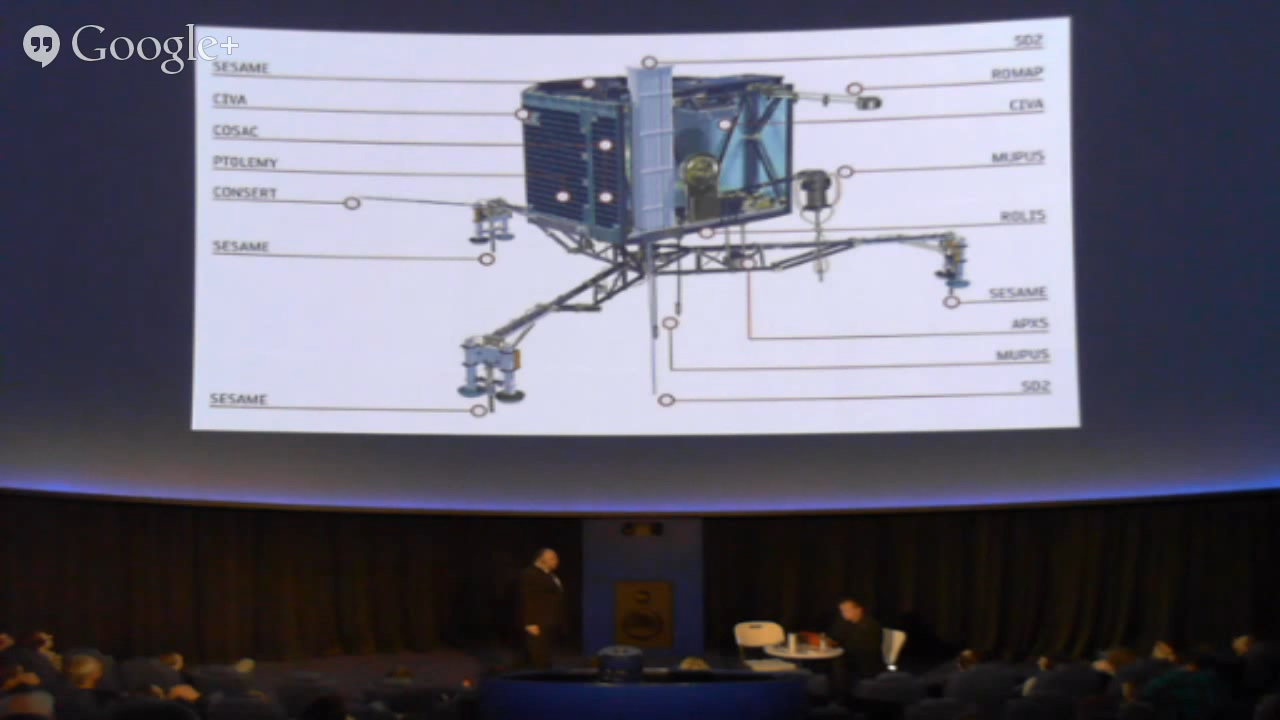 Google+
SESAME
CIVA
COSAC
PTOLEMY
CONSERT
SESAME
SESAME
SD2
ROMAP
CIVA
MUPUS
ROLIS
SESAME
APXS
MUPUS
SD2